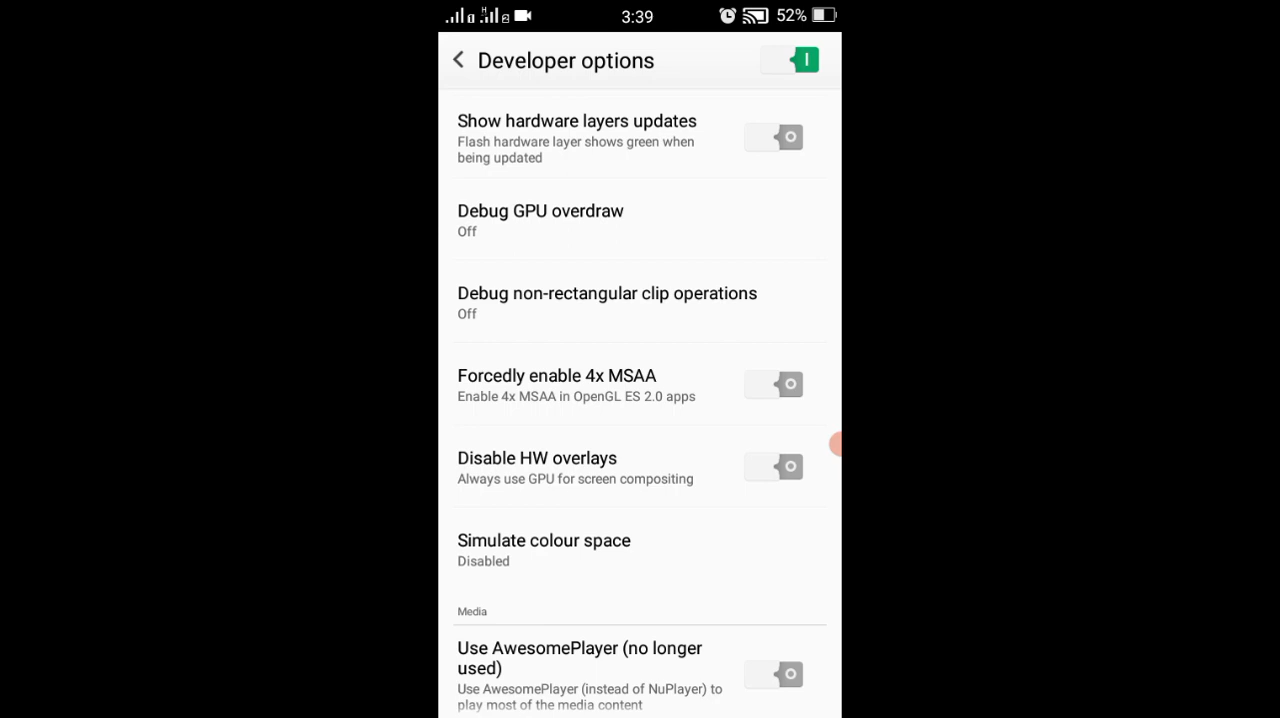 3:39
52%
Developer options
Show hardware layers updates
Flash hardware layer shows green when
being updated
Debug GPU overdraw
Off
Debug non-rectangular clip operations
Off
Forcedly enable 4x MSAA
Enable 4x MSAA in OpenGL ES 2.0 apps
Disable HW overlays
Always use GPU for screen compositing
Simulate colour space
Disabled
Media
Use AwesomePlayer (no longer
used)
Use AwesomePlayer (instead of NuPlayer) to
play most of the media content